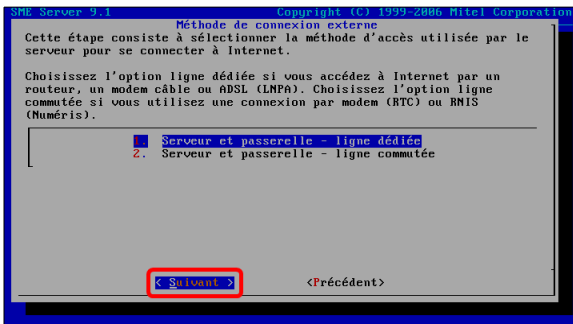 SME Server 9.1 Copyright (C) 1999-2006 Mitel Corporation
Méthode de connexion externe
Cette étape consiste à sélectionner la méthode d'accès utilisée par le
serveur pour se connecter à Internet.
Choisissez l'option ligne dédiée si vous accédez à Internet par un
routeur, un modem câble ou ADSL (LNPA). Choisissez l'option ligne
commutée si vous utilisez une connexion par modem (RTC) ou RNIS
(Numéris).
1. Serveur et passerelle - ligne dédiée
2. Serveur et passerelle - ligne commutée
< Suivant > <Précédent>